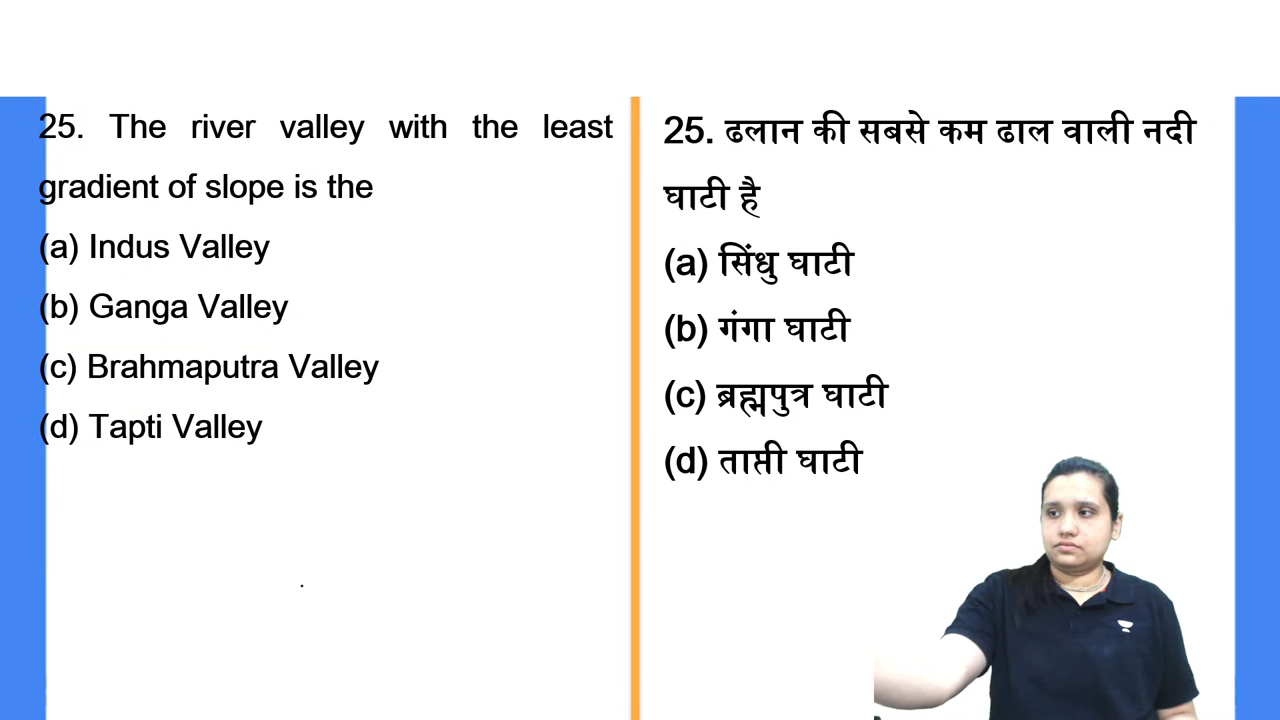 25. The river valley with the least
gradient of slope is the
(a) Indus Valley
(b) Ganga Valley
(c) Brahmaputra Valley
(d) Tapti Valley
25. ढलान की सबसे कम ढाल वाली नदी
घाटी है
(a) सिंधु घाटी
(b) गंगा घाटी
(c) ब्रह्मपुत्र घाटी
(d) ताप्ती घाटी